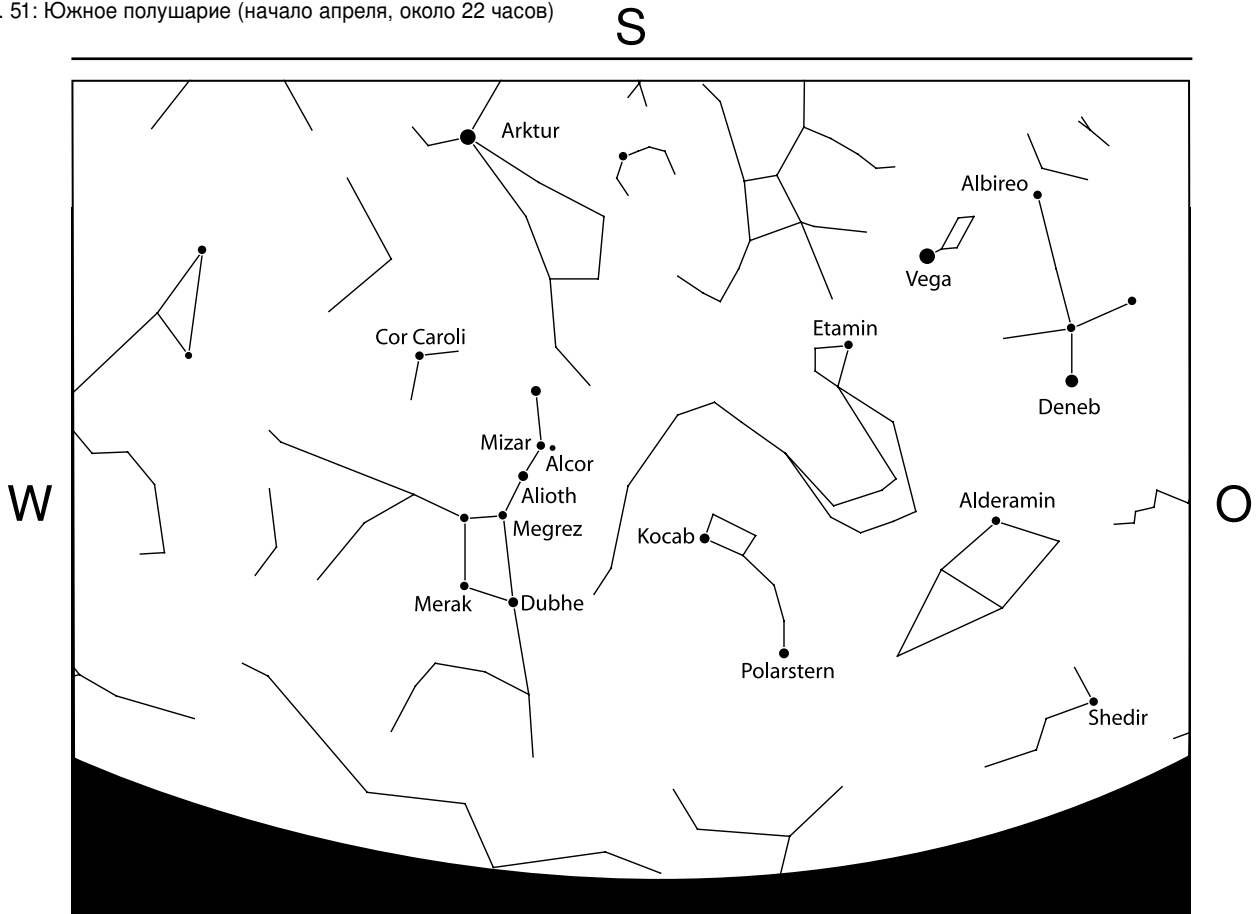 . 51: Южное полушарие (начало апреля, около 22 часов)
S
Arktur
Albireo
Vega
Etamin
Cor Caroli
Deneb
Mizar
Alcor
Alioth
W
Alderamin
O
Megrez
Kocab
Merak
Dubhe
Polarstern
Shedir